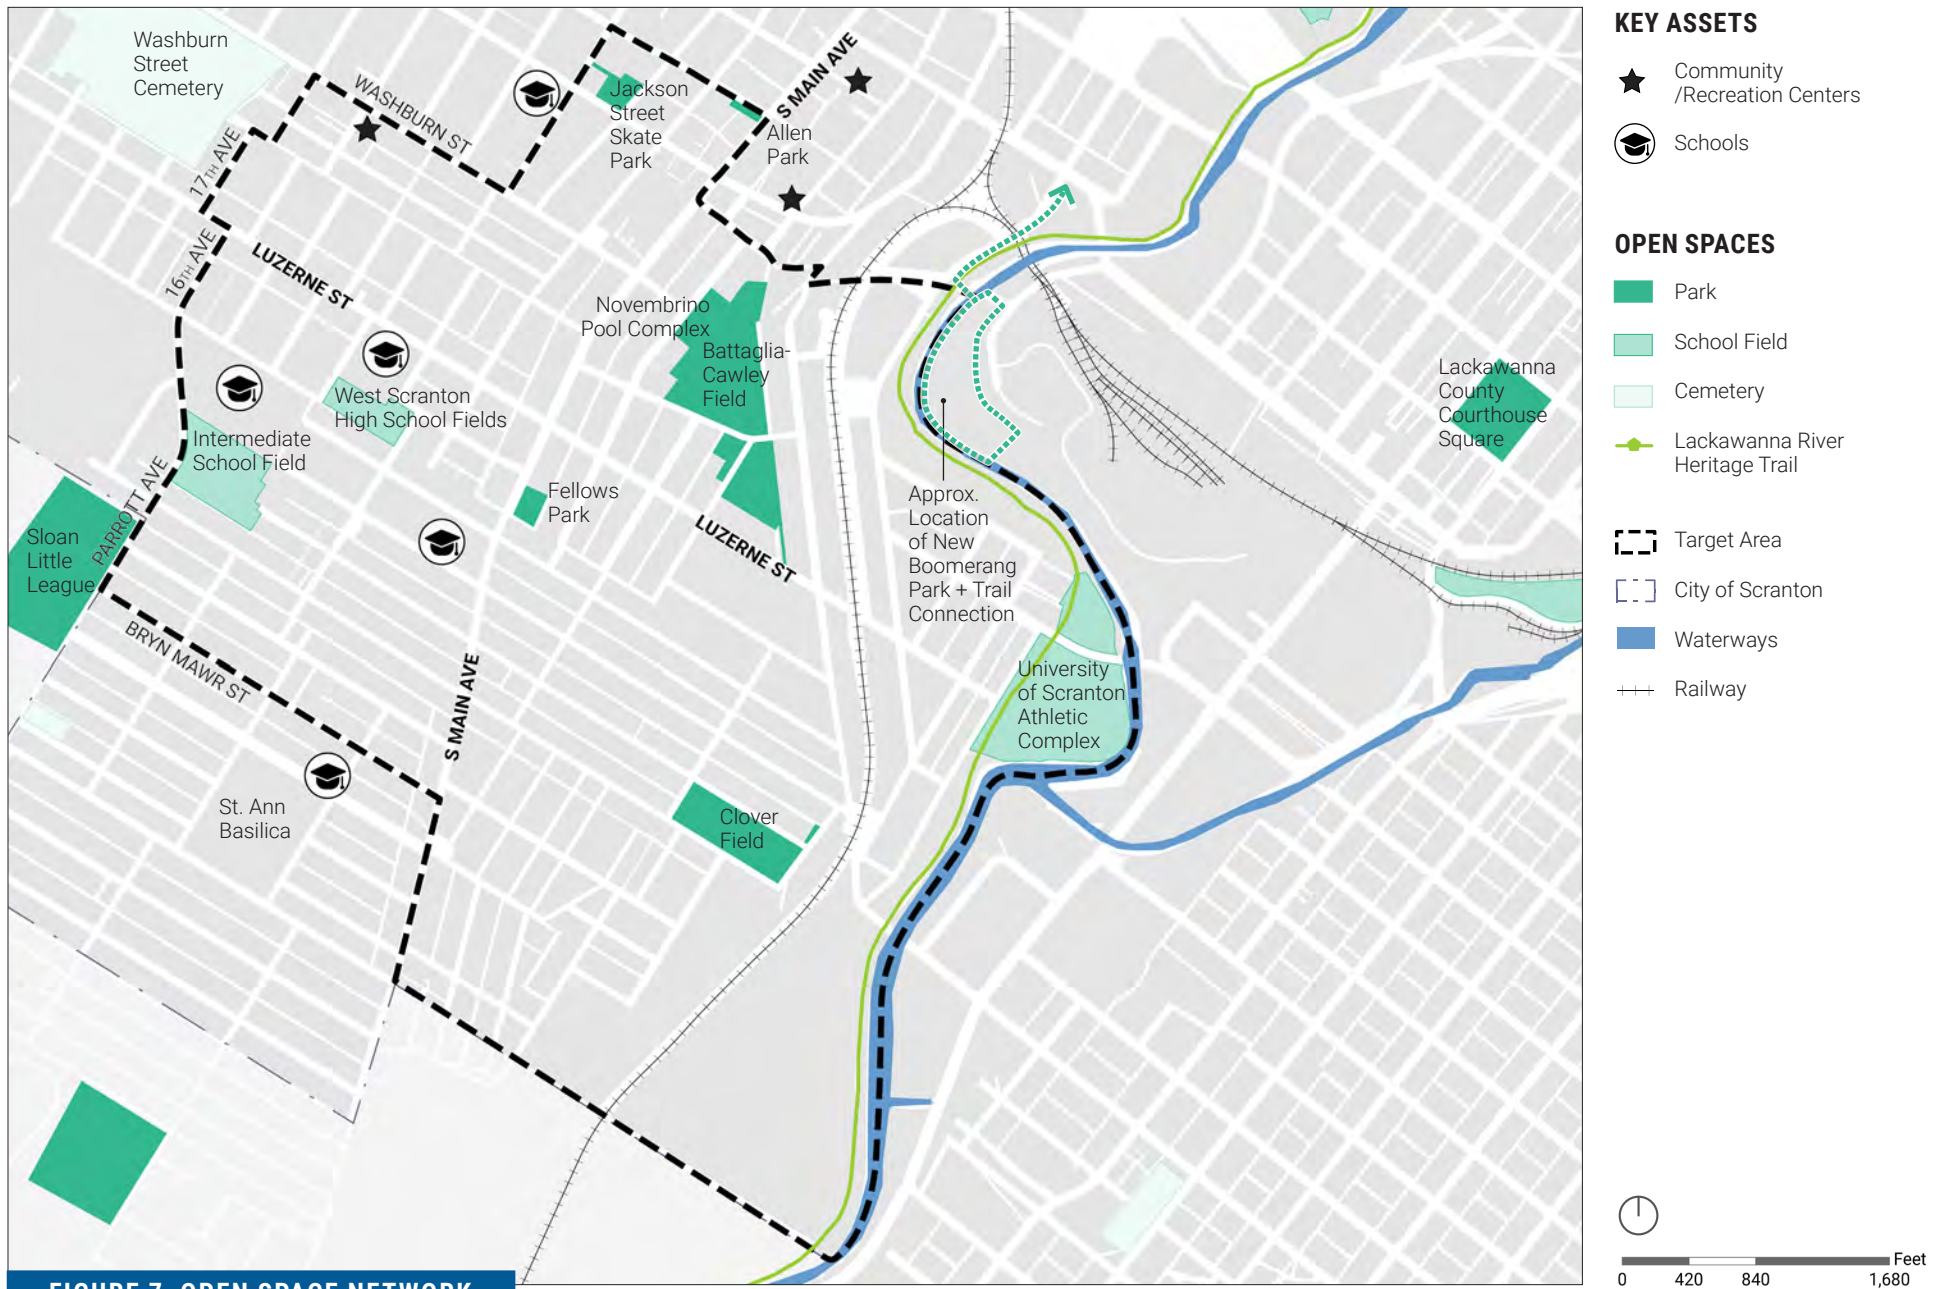 Washburn
Street
Cemetery
WASHBURN ST
17TH AVE
16TH AVE
LUZERNE ST
Jackson
Street
Skate
Park
S MAIN AVE
Allen
Park
Novembrino
Pool Complex
Battaglia-
Cawley
Field
West Scranton
High School Fields
Intermediate
School Field
PARROTT AVE
Sloan
Little
League
Fellows
Park
LUZERNE ST
Approx.
Location
of New
Boomerang
Park + Trail
Connection
Lackawanna
County
Courthouse
Square
BRYN MAWR ST
S MAIN AVE
University
of Scranton
Athletic
Complex
St. Ann
Basilica
Clover
Field
FIGURE 7. OPEN SPACE NETWORK
KEY ASSETS
Community
/Recreation Centers
Schools
OPEN SPACES
Park
School Field
Cemetery
Lackawanna River
Heritage Trail
Target Area
City of Scranton
Waterways
Railway
Feet
0 420 840 1,680